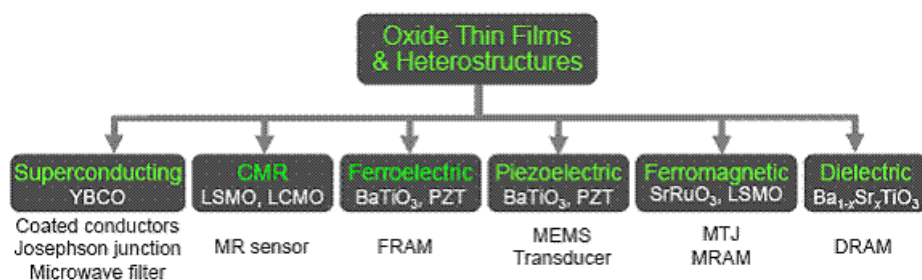 Oxide Thin Films
& Heterostructures
Superconducting
YBCO
Coated conductors
Josephson junction
Microwave filter
CMR
LSMO, LCMO
MR sensor
Ferroelectric
BaTiO₃, PZT
FRAM
Piezoelectric
BaTiO₃, PZT
MEMS
Transducer
Ferromagnetic
SrRuO₃, LSMO
MTJ
MRAM
Dielectric
Ba₁₋ₓSrₓTiO₃
DRAM